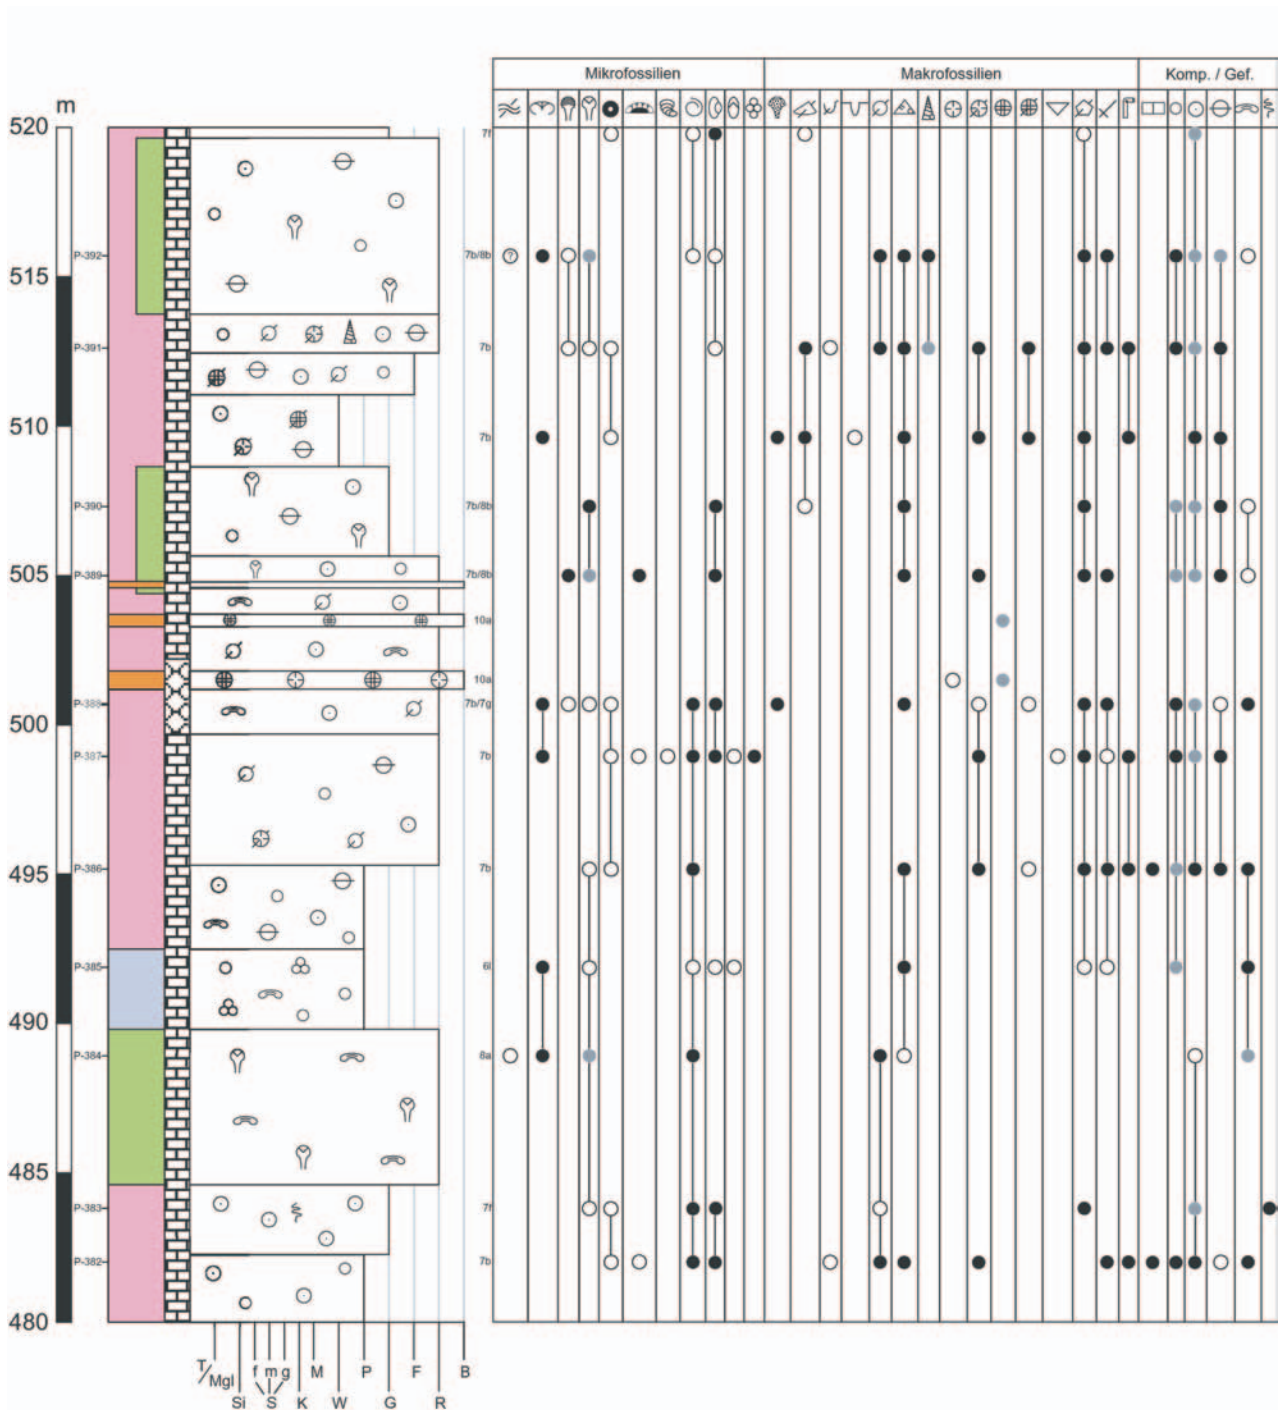 Mikrofossilien Makrofossilien Komp. / Gef.
m
520
7f
P-392 7b/8b
515
P-391 7b
510
7b
P-390 7b/8b
505
P-389 7b/8b
10a
10a
P-388 7b/7g
500
P-387 7b
495
P-386 7b
P-385 6l
490
P-384 8a
485
P-383 7f
P-382 7b
480
T/Mgl f m g M P F B
Si S K W G R